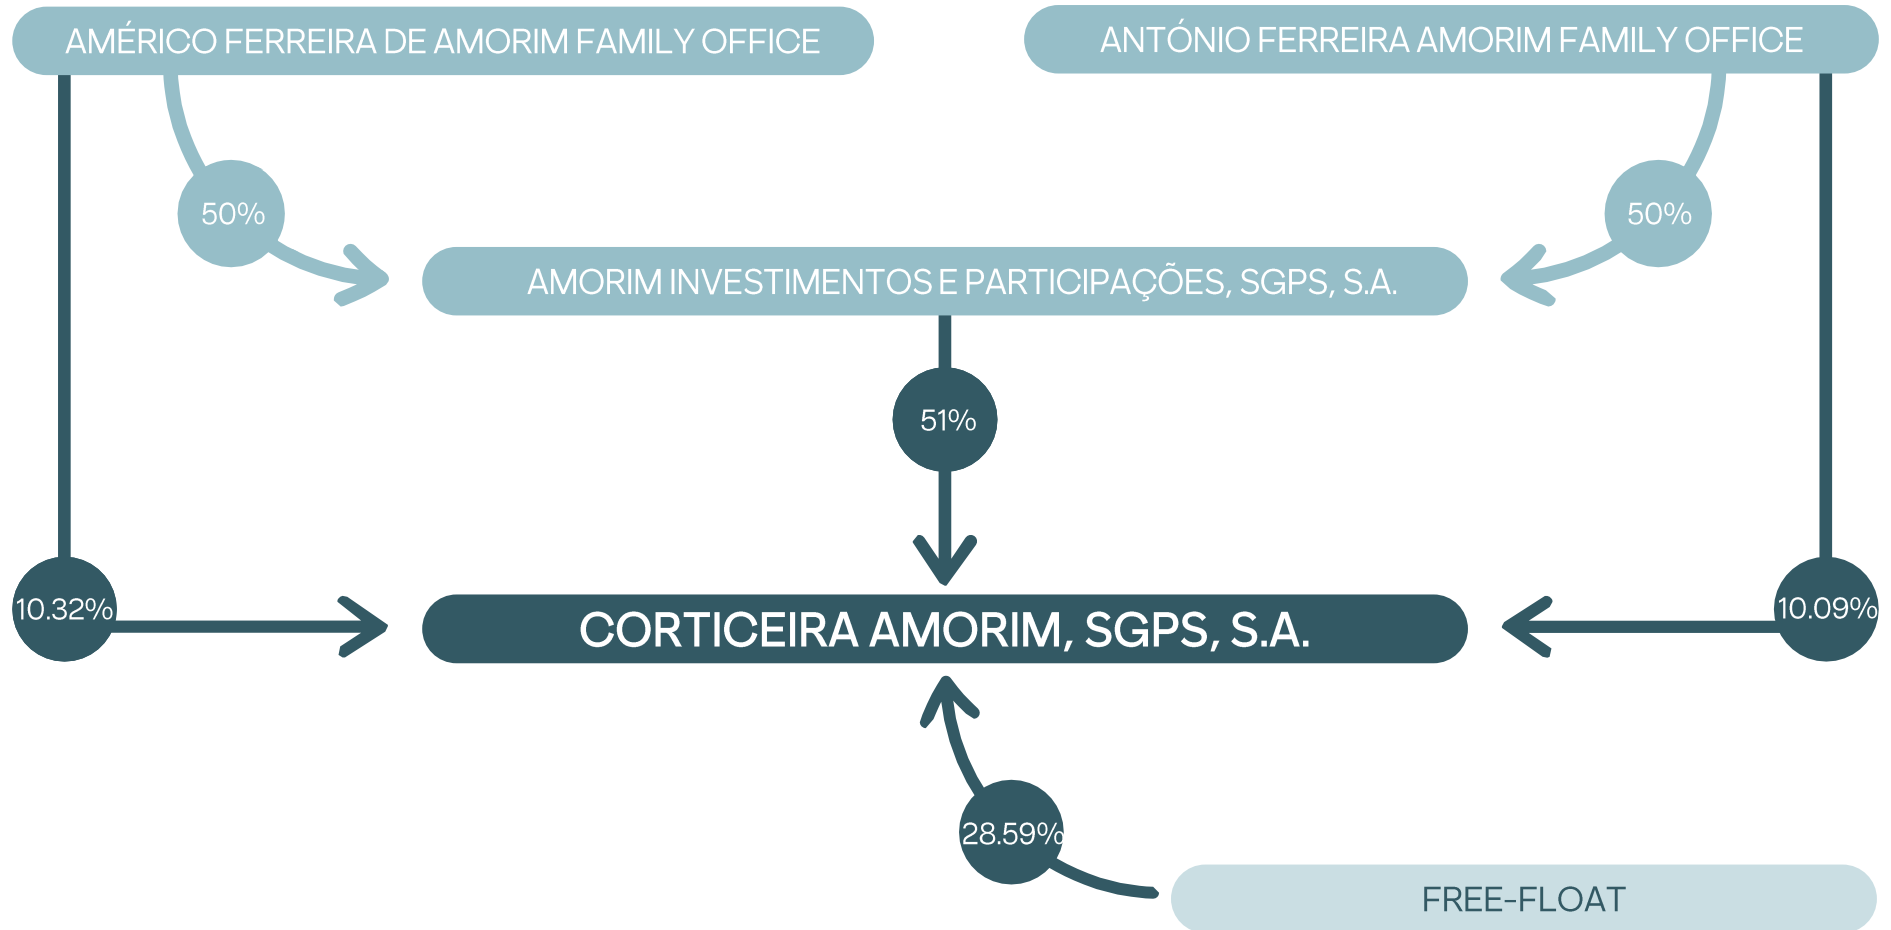 AMÉRICO FERREIRA DE AMORIM FAMILY OFFICE
ANTÓNIO FERREIRA AMORIM FAMILY OFFICE
50%
50%
AMORIM INVESTIMENTOS E PARTICIPAÇÕES, SGPS, S.A.
51%
10.32%
10.09%
CORTICEIRA AMORIM, SGPS, S.A.
28.59%
FREE-FLOAT